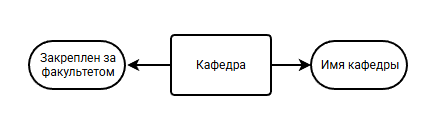 Закреплен за
факультетом
Кафедра
Имя кафедры